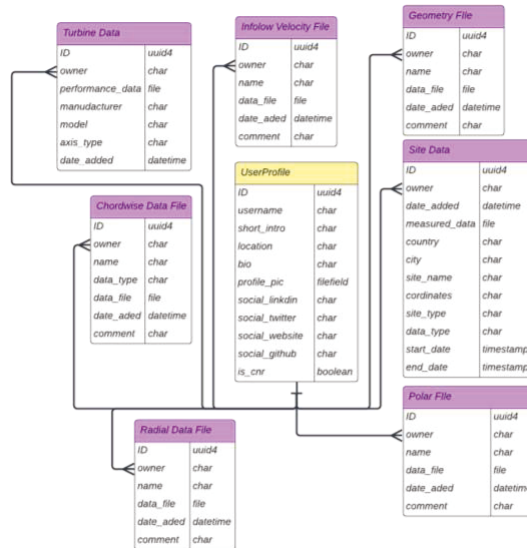 Turbine Data
ID uuid4
owner char
performance_data file
manudacturer char
model char
axis_type char
date_added datetime
Infolow Velocity File
ID uuid4
owner char
name char
data_file file
date_aded datetime
comment char
Geometry FIle
ID uuid4
owner char
name char
data_file file
date_aded datetime
comment char
Chordwise Data File
ID uuid4
owner char
name char
data_type char
data_file file
date_aded datetime
comment char
UserProfile
ID uuid4
username char
short_intro char
location char
bio char
profile_pic filefield
social_linkdin char
social_twitter char
social_website char
social_github char
is_cnr boolean
Site Data
ID uuid4
owner char
date_added datetime
measured_data file
country char
city char
site_name char
cordinates char
site_type char
data_type char
start_date timestamp
end_date timestamp
Radial Data File
ID uuid4
owner char
name char
data_file file
date_aded datetime
comment char
Polar FIle
ID uuid4
owner char
name char
data_file file
date_aded datetime
comment char